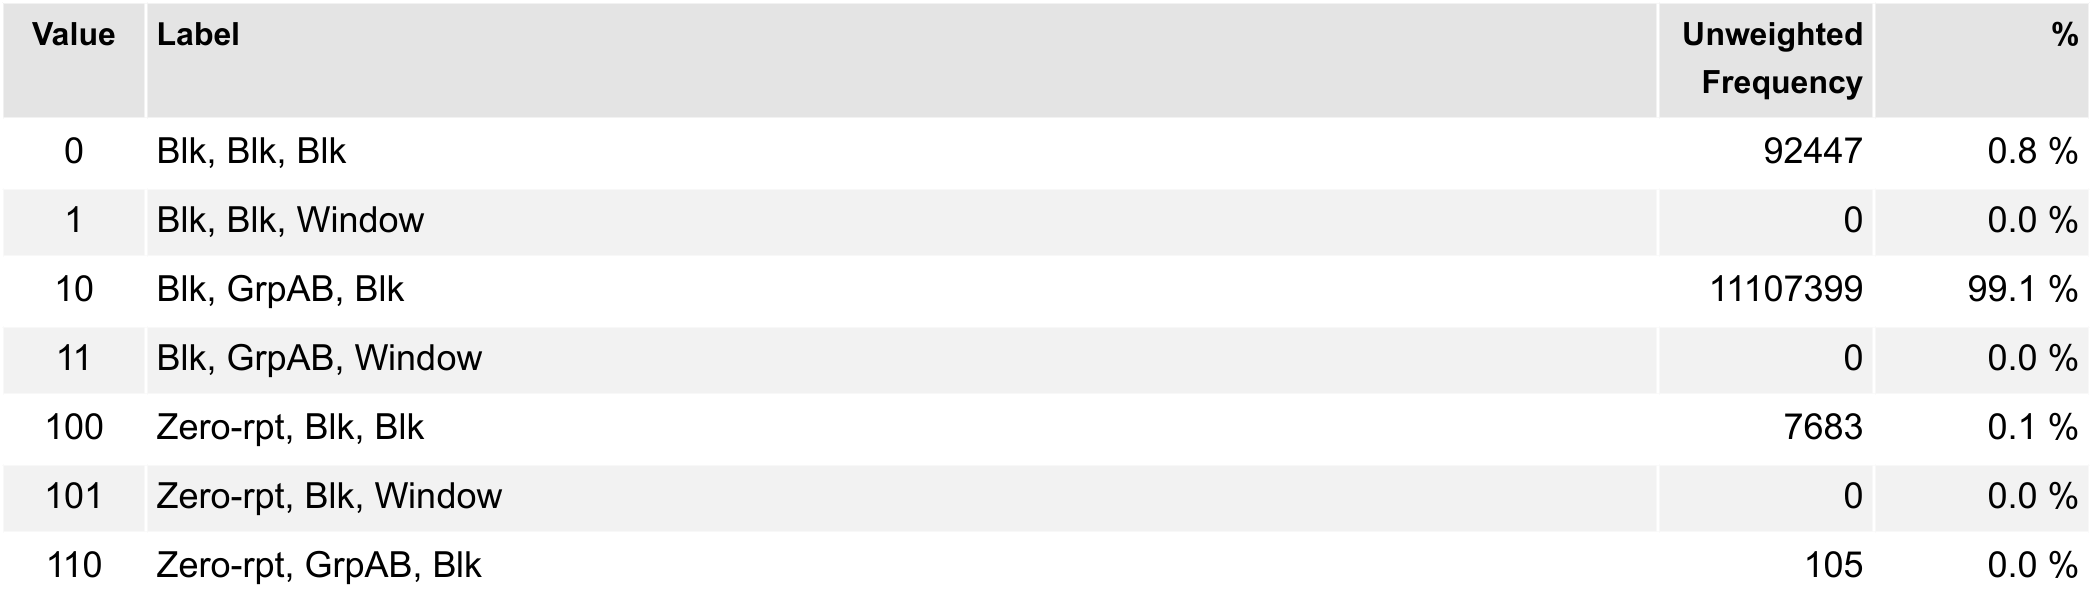 Value Label Unweighted Frequency %
0 Blk, Blk, Blk 92447 0.8 %
1 Blk, Blk, Window 0 0.0 %
10 Blk, GrpAB, Blk 11107399 99.1 %
11 Blk, GrpAB, Window 0 0.0 %
100 Zero-rpt, Blk, Blk 7683 0.1 %
101 Zero-rpt, Blk, Window 0 0.0 %
110 Zero-rpt, GrpAB, Blk 105 0.0 %